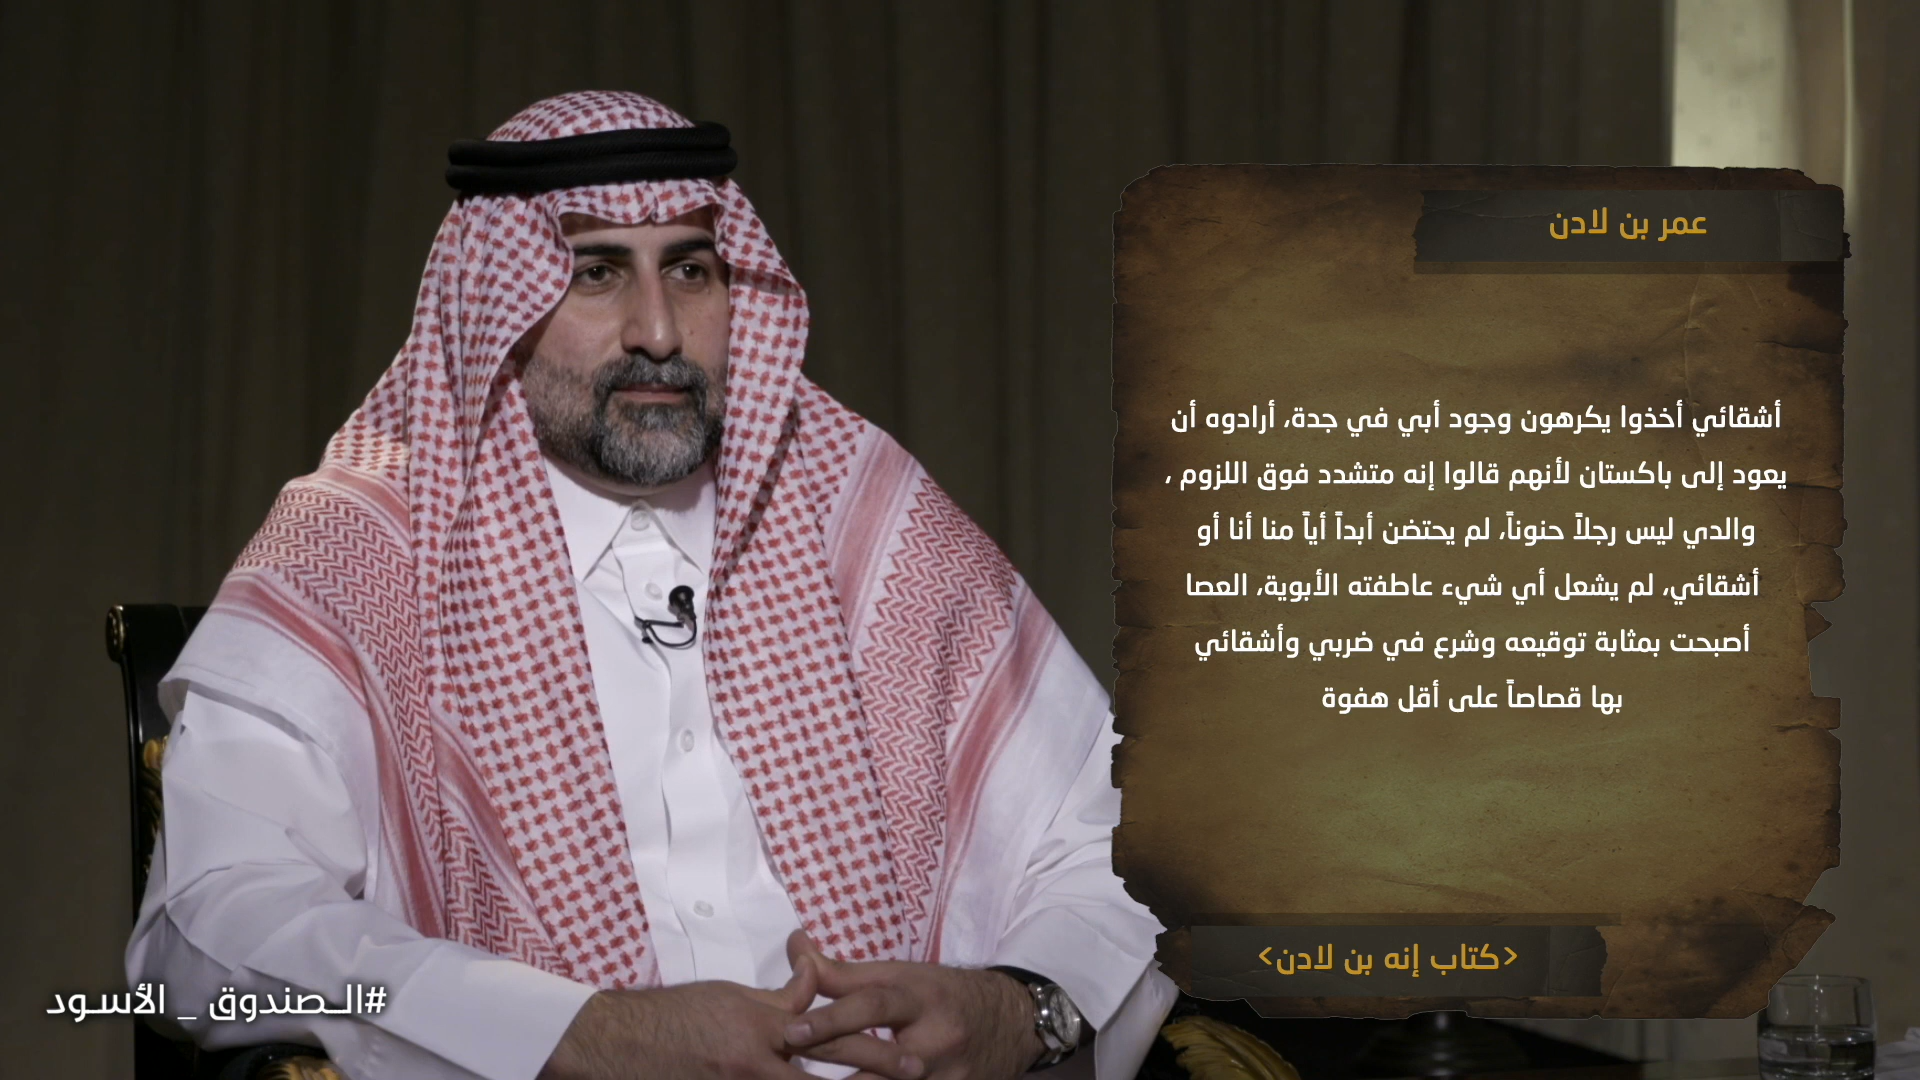 عمر بن لادن
أشقائي أخذوا يكرهون وجود أبي في جدة، أرادوه أن
يعود إلى باكستان لأنهم قالوا إنه متشدد فوق اللزوم ،
والدي ليس رجلاً حنوناً، لم يحتضن أبداً أياً منا أنا أو
أشقائي، لم يشعل أي شيء عاطفته الأبوية، العصا
أصبحت بمثابة توقيعه وشرع في ضربي وأشقائي
بها قصاصاً على أقل هفوة
<كتاب إنه بن لادن>
#الـصندوق _ الأسـود